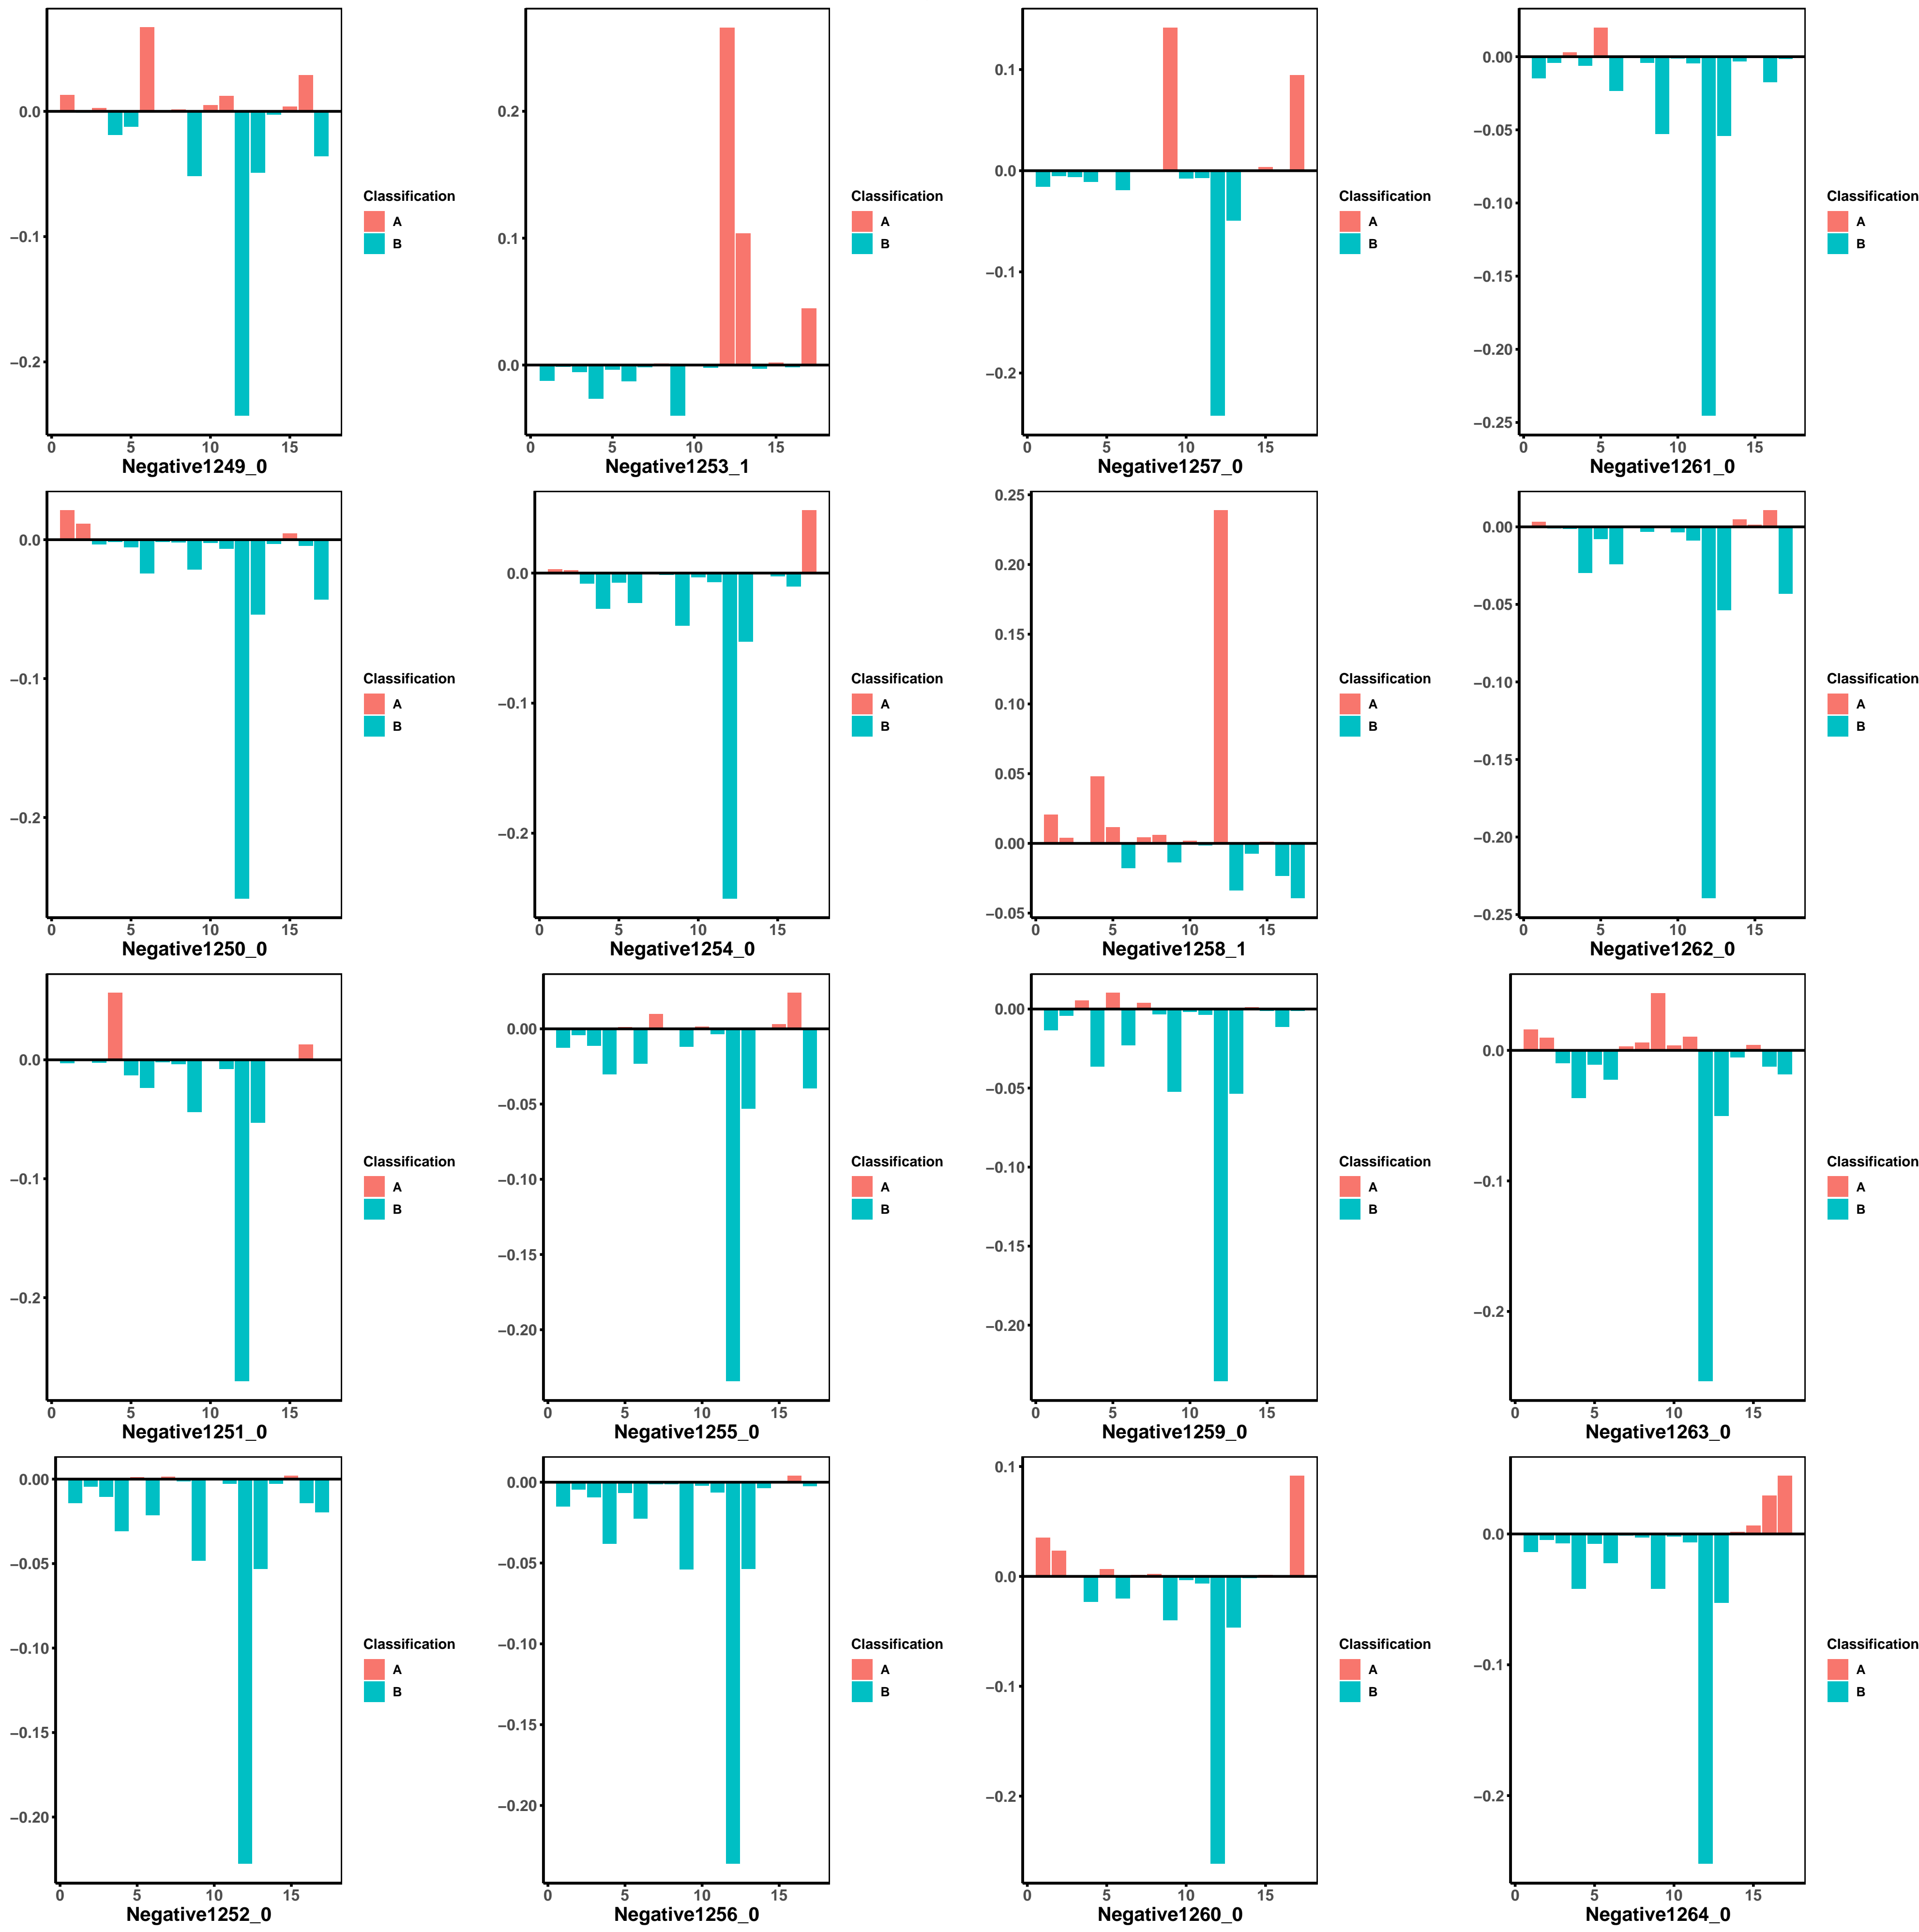 0.0
−0.1
−0.2
0 5 10 15
Negative1249_0
Classification
A
B
0.2
0.1
0.0
0 5 10 15
Negative1253_1
Classification
A
B
0.1
0.0
−0.1
−0.2
0 5 10 15
Negative1257_0
Classification
A
B
0.00
−0.05
−0.10
−0.15
−0.20
−0.25
0 5 10 15
Negative1261_0
Classification
A
B
0.0
−0.1
−0.2
0 5 10 15
Negative1250_0
Classification
A
B
0.0
−0.1
−0.2
0 5 10 15
Negative1254_0
Classification
A
B
0.25
0.20
0.15
0.10
0.05
0.00
−0.05
0 5 10 15
Negative1258_1
Classification
A
B
0.00
−0.05
−0.10
−0.15
−0.20
−0.25
0 5 10 15
Negative1262_0
Classification
A
B
0.0
−0.1
−0.2
0 5 10 15
Negative1251_0
Classification
A
B
0.00
−0.05
−0.10
−0.15
−0.20
0 5 10 15
Negative1255_0
Classification
A
B
0.00
−0.05
−0.10
−0.15
−0.20
0 5 10 15
Negative1259_0
Classification
A
B
0.0
−0.1
−0.2
0 5 10 15
Negative1263_0
Classification
A
B
0.00
−0.05
−0.10
−0.15
−0.20
0 5 10 15
Negative1252_0
Classification
A
B
0.00
−0.05
−0.10
−0.15
−0.20
0 5 10 15
Negative1256_0
Classification
A
B
0.1
0.0
−0.1
−0.2
0 5 10 15
Negative1260_0
Classification
A
B
0.0
−0.1
−0.2
0 5 10 15
Negative1264_0
Classification
A
B